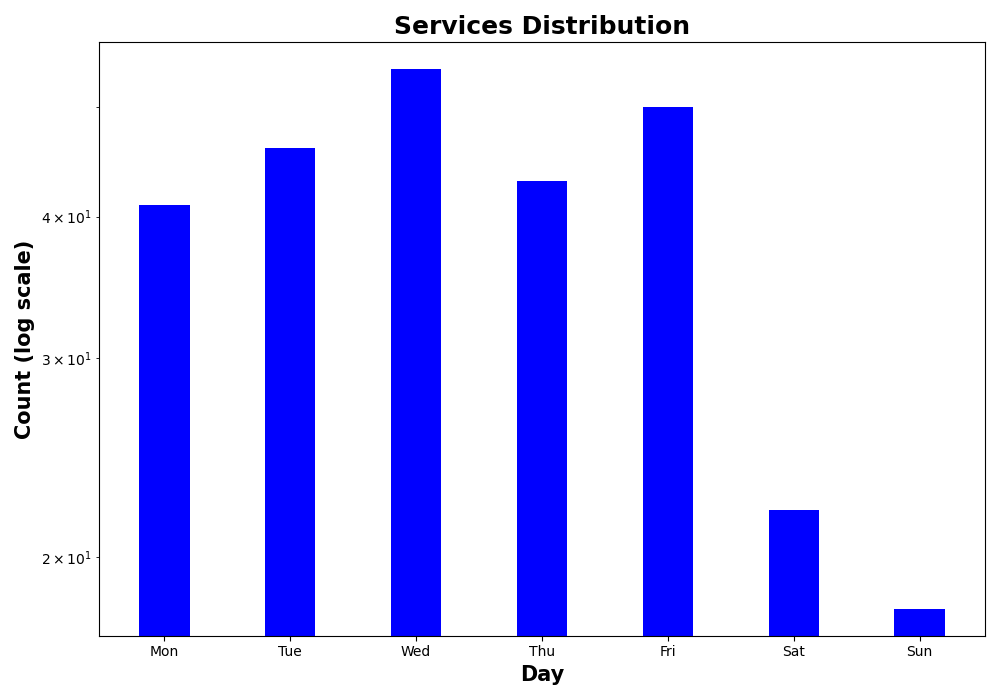 Services Distribution
Count (log scale)
4 × 10¹
3 × 10¹
2 × 10¹
Mon Tue Wed Thu Fri Sat Sun
Day